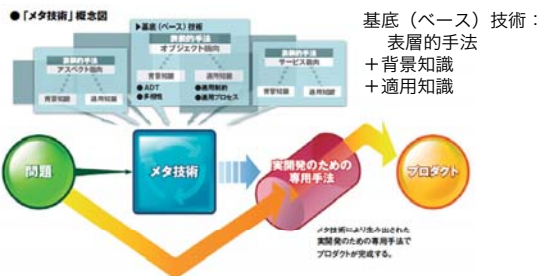 ●「メタ技術」概念図
▶基底（ベース）技術
表層的手法
オブジェクト指向
背景知識
適用知識
●ADT
●多相性
●適用制約
●適用プロセス
表層的手法
アスペクト指向
背景知識
適用知識
表層的手法
サービス指向
背景知識
適用知識
基底（ベース）技術：
表層的手法
＋背景知識
＋適用知識
問題
メタ技術
実開発のための
専用手法
プロダクト
メタ技術により生み出された
実開発のための専用手法で
プロダクトが完成する。